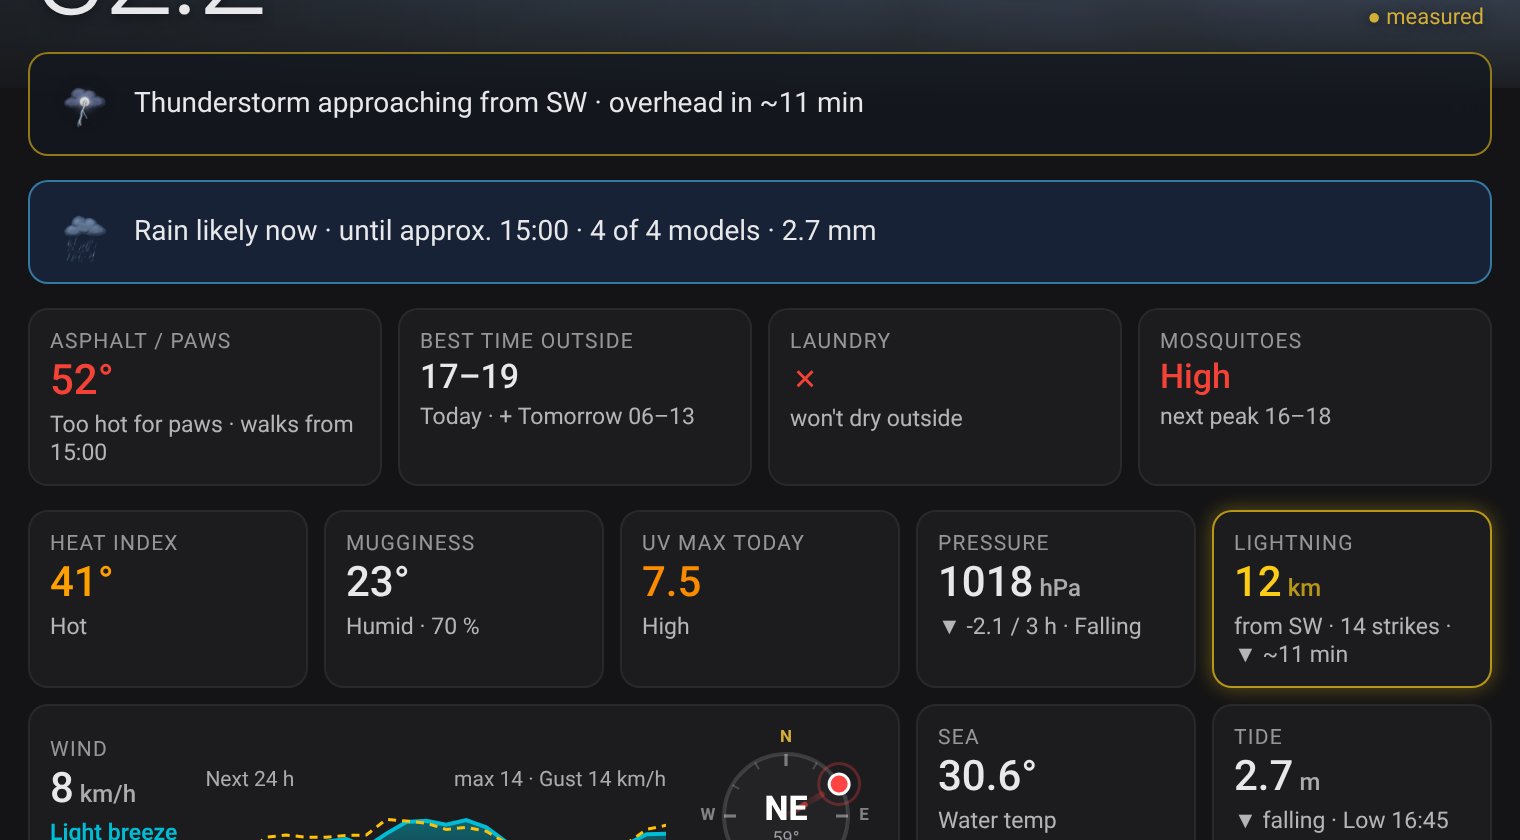 measured
Thunderstorm approaching from SW · overhead in ~11 min
Rain likely now · until approx. 15:00 · 4 of 4 models · 2.7 mm
ASPHALT / PAWS
52°
Too hot for paws · walks from
15:00
BEST TIME OUTSIDE
17–19
Today · + Tomorrow 06–13
LAUNDRY
×
won't dry outside
MOSQUITOES
High
next peak 16–18
HEAT INDEX
41°
Hot
MUGGINESS
23°
Humid · 70 %
UV MAX TODAY
7.5
High
PRESSURE
1018 hPa
▼ -2.1 / 3 h · Falling
LIGHTNING
12 km
from SW · 14 strikes ·
▼ ~11 min
WIND
8 km/h
Light breeze
Next 24 h
max 14 · Gust 14 km/h
N
W
NE
E
59°
SEA
30.6°
Water temp
TIDE
2.7 m
▼ falling · Low 16:45